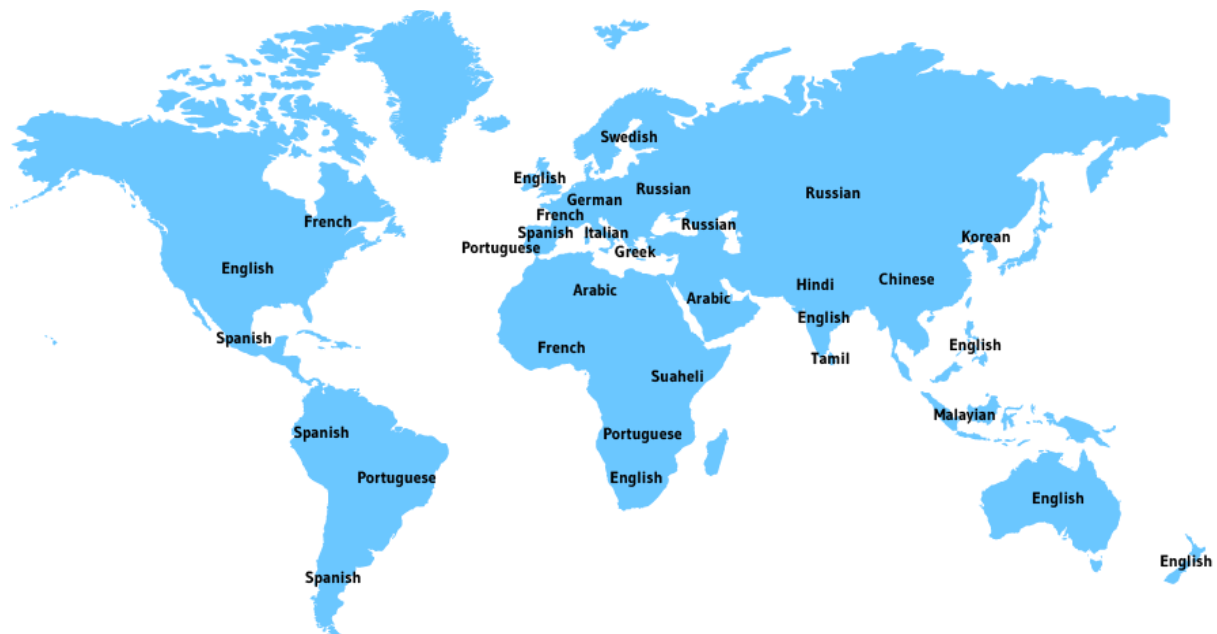 Swedish
English
Russian
Russian
German
French
French
Russian
Spanish
Italian
Korean
Portuguese
Greek
English
Chinese
Hindi
Arabic
Arabic
English
Spanish
English
French
Tamil
Suaheli
Malayian
Spanish
Portuguese
Portuguese
English
English
English
Spanish